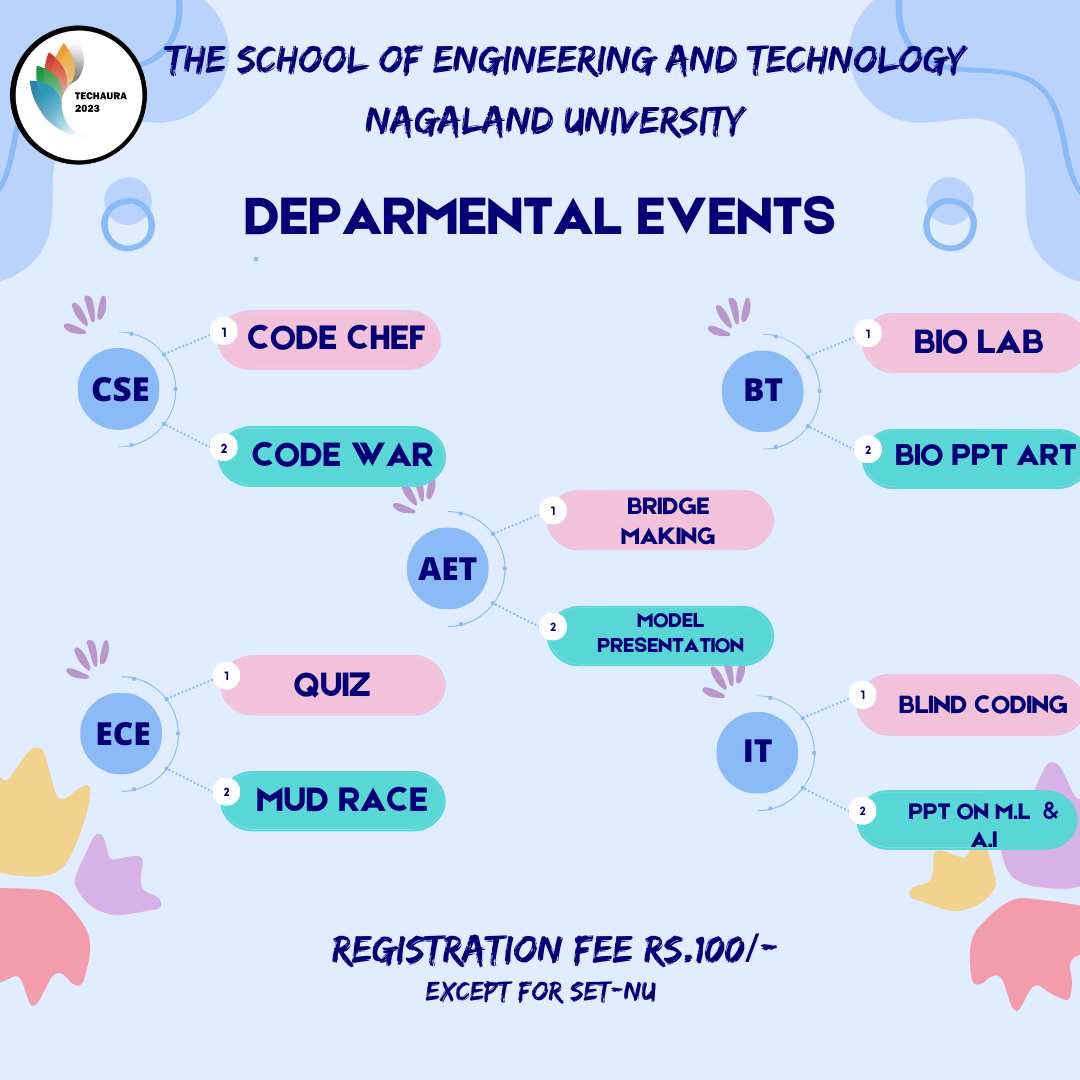 TECHAURA
2023
THE SCHOOL OF ENGINEERING AND TECHNOLOGY
NAGALAND UNIVERSITY
DEPARMENTAL EVENTS
CSE
1 CODE CHEF
2 CODE WAR
BT
1 BIO LAB
2 BIO PPT ART
AET
1 BRIDGE
MAKING
2 MODEL
PRESENTATION
ECE
1 QUIZ
2 MUD RACE
IT
1 BLIND CODING
2 PPT ON M.L &
A.I
REGISTRATION FEE RS.100/-
EXCEPT FOR SET-NU